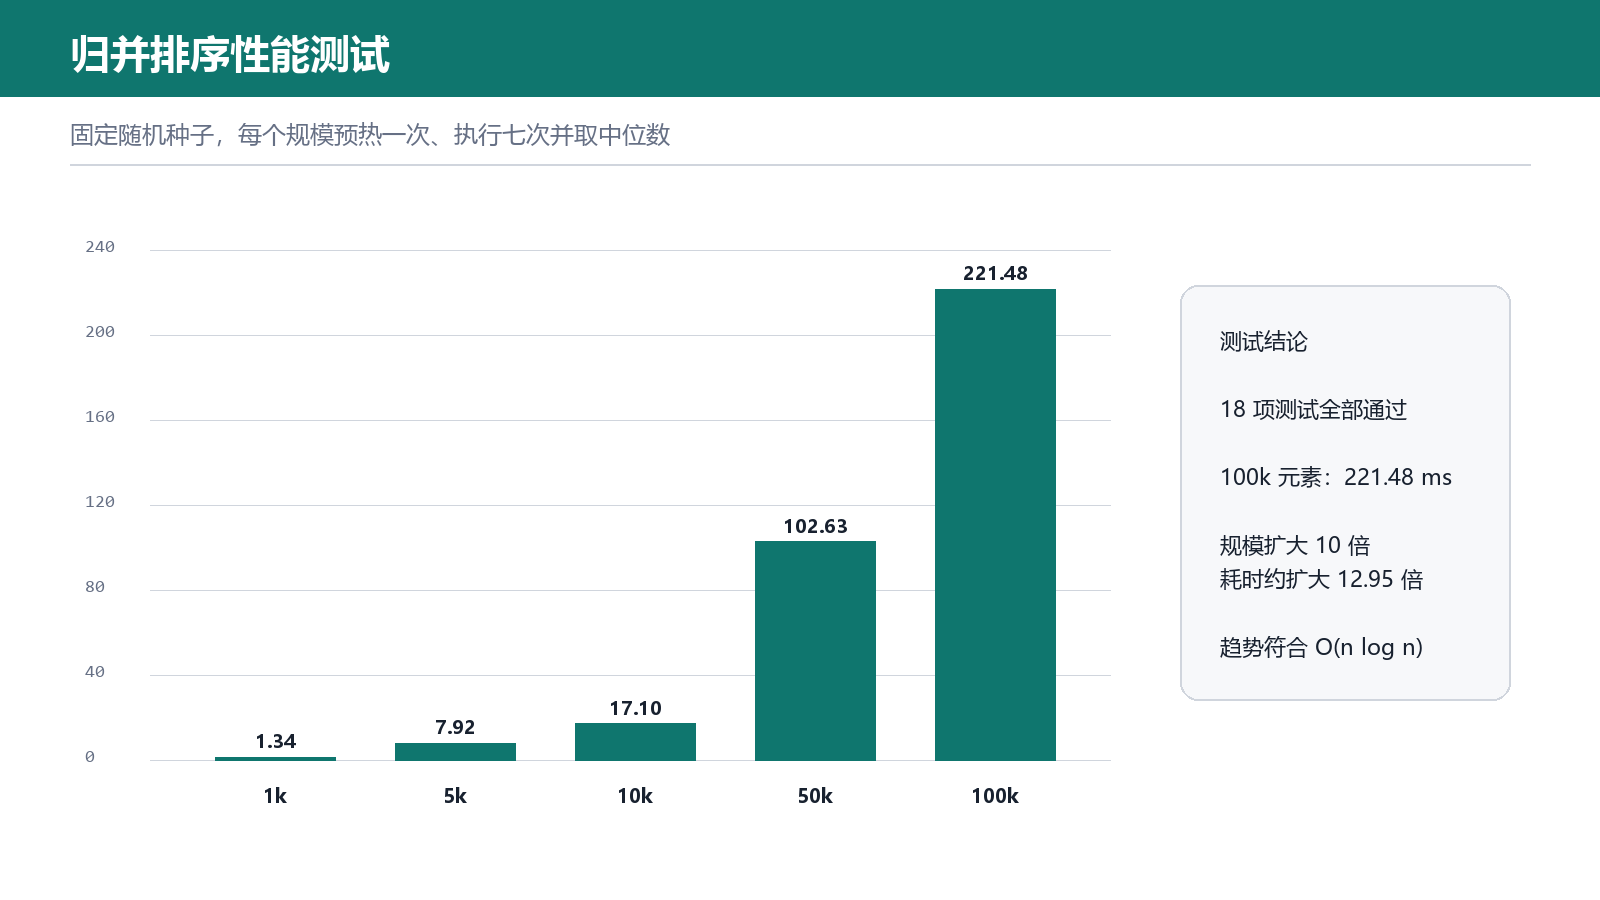 归并排序性能测试
固定随机种子，每个规模预热一次、执行七次并取中位数
240
200
160
120
80
40
0
1.34
7.92
17.10
102.63
221.48
1k
5k
10k
50k
100k
测试结论
18 项测试全部通过
100k 元素：221.48 ms
规模扩大 10 倍
耗时约扩大 12.95 倍
趋势符合 O(n log n)